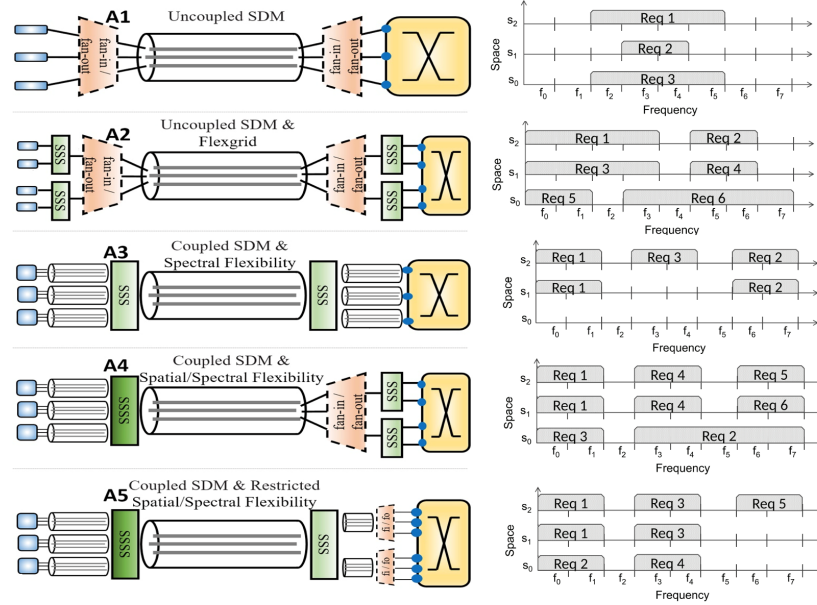 A1
Uncoupled SDM
fan-in /
fan-out
fan-in /
fan-out
Space
s2
Req 1
s1
Req 2
s0
Req 3
f0 f1 f2 f3 f4 f5 f6 f7
Frequency
A2
Uncoupled SDM &
Flexgrid
SSS
SSS
fan-in /
fan-out
fan-in /
fan-out
SSS
SSS
Space
s2
Req 1 Req 2
s1
Req 3 Req 4
s0
Req 5 Req 6
f0 f1 f2 f3 f4 f5 f6 f7
Frequency
A3
Coupled SDM &
Spectral Flexibility
SSS
SSS
Space
s2
Req 1 Req 3 Req 2
s1
Req 1 Req 2
s0
f0 f1 f2 f3 f4 f5 f6 f7
Frequency
A4
Coupled SDM &
Spatial/Spectral Flexibility
SSSS
fan-in /
fan-out
SSS
SSS
Space
s2
Req 1 Req 4 Req 5
s1
Req 1 Req 4 Req 6
s0
Req 3 Req 2
f0 f1 f2 f3 f4 f5 f6 f7
Frequency
A5
Coupled SDM & Restricted
Spatial/Spectral Flexibility
SSSS
SSS
fi / fo
fi / fo
Space
s2
Req 1 Req 3 Req 5
s1
Req 1 Req 3
s0
Req 2 Req 4
f0 f1 f2 f3 f4 f5 f6 f7
Frequency